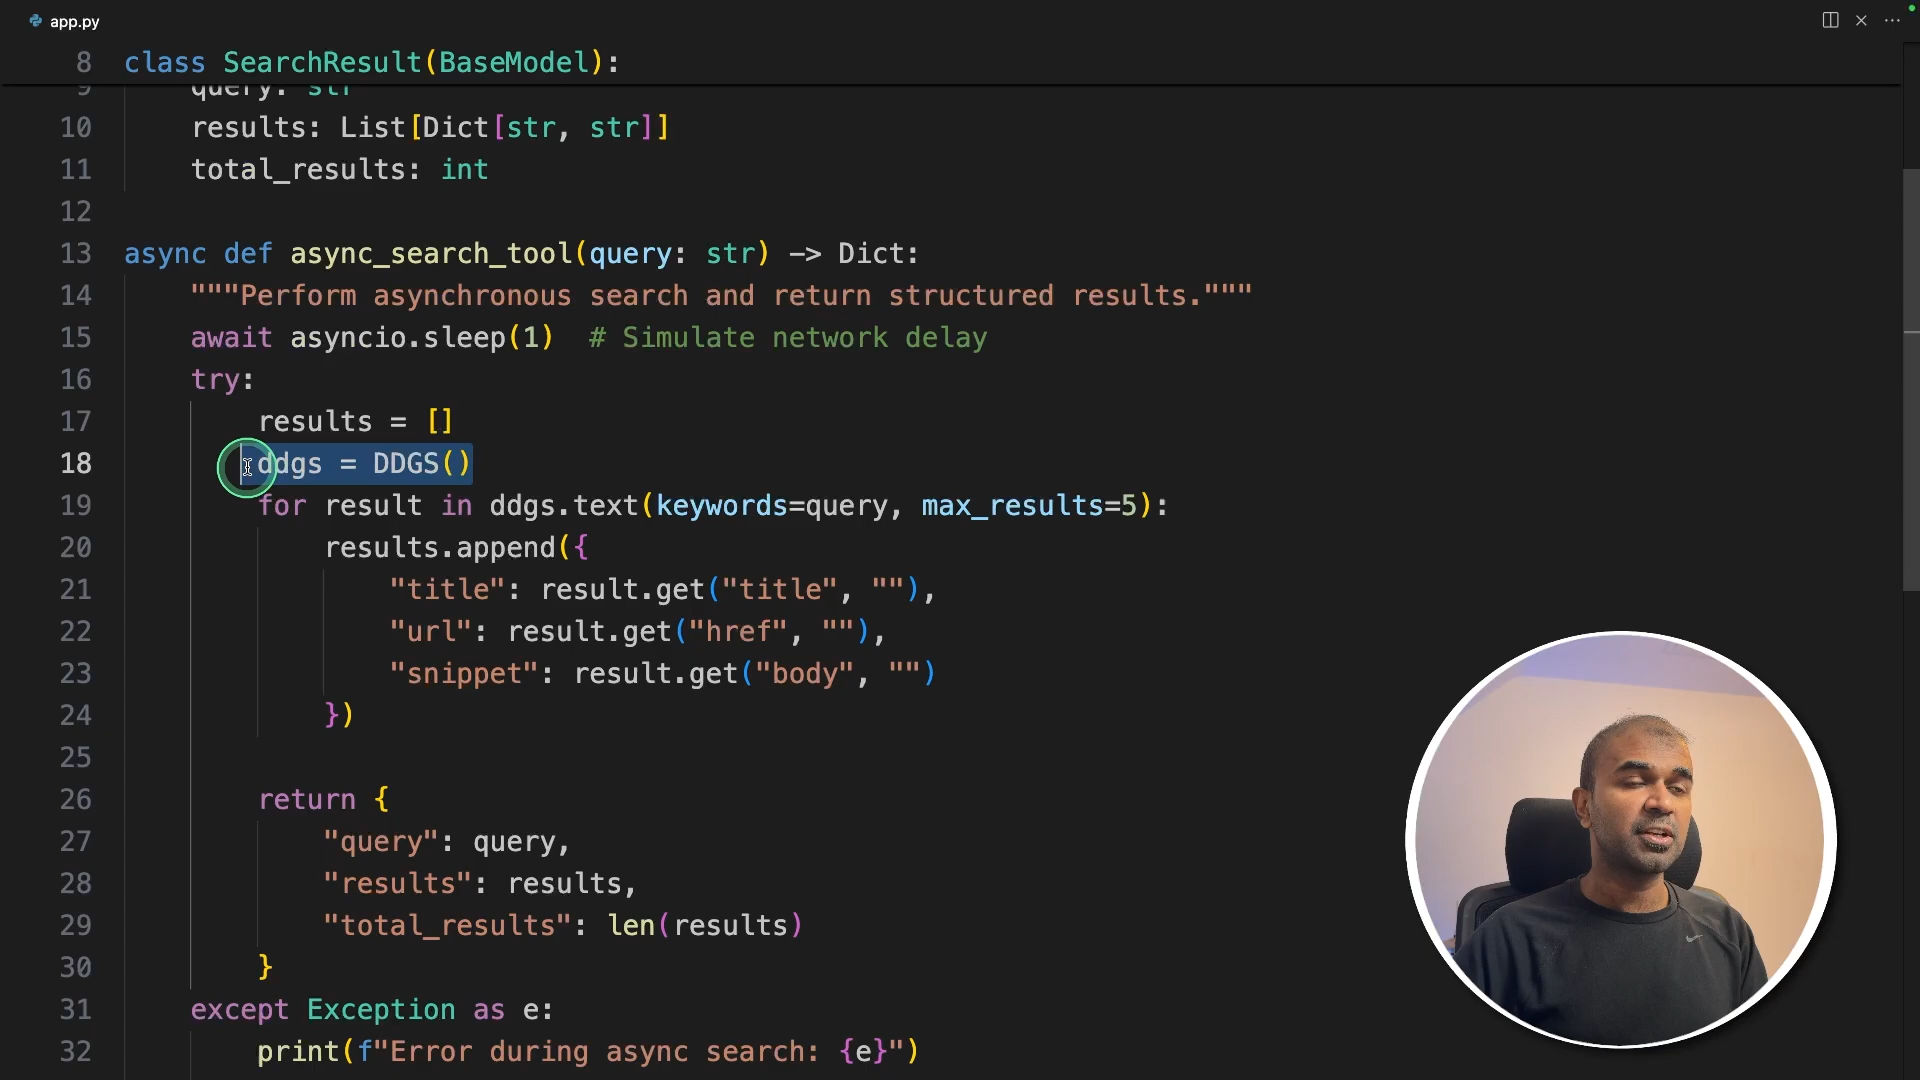 app.py
8 class SearchResult(BaseModel):
9 query: str
10 results: List[Dict[str, str]]
11 total_results: int
12
13 async def async_search_tool(query: str) -> Dict:
14 """Perform asynchronous search and return structured results."""
15 await asyncio.sleep(1)  # Simulate network delay
16 try:
17 results = []
18 ddgs = DDGS()
19 for result in ddgs.text(keywords=query, max_results=5):
20 results.append({
21 "title": result.get("title", ""),
22 "url": result.get("href", ""),
23 "snippet": result.get("body", "")
24 })
25
26 return {
27 "query": query,
28 "results": results,
29 "total_results": len(results)
30 }
31 except Exception as e:
32 print(f"Error during async search: {e}")